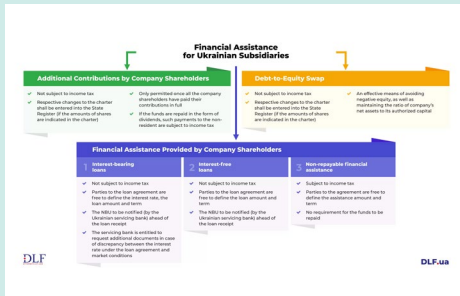 Financial Assistance
for Ukrainian Subsidiaries
Additional Contributions by Company Shareholders
Not subject to income tax
Respective changes to the charter
shall be entered into the State
Register (if the amounts of shares
are indicated in the charter)
Only permitted once all the company
shareholders have paid their
contributions in full
If the funds are repaid in the form of
dividends, such payments to the non-
resident are subject to income tax
Debt-to-Equity Swap
Not subject to income tax
Respective changes to the charter
shall be entered into the State
Register (if the amounts of shares
are indicated in the charter)
An effective means of avoiding
negative equity, as well as
maintaining the ratio of company's
net assets to its authorized capital
Financial Assistance Provided by Company Shareholders
1 Interest-bearing
loans
Not subject to income tax
Parties to the loan agreement are
free to define the interest rate, the
loan amount and term
The NBU to be notified (by the
Ukrainian servicing bank) ahead of
the loan receipt
The servicing bank is entitled to
request additional documents in case
of discrepancy between the interest
rate under the loan agreement and
market conditions
2 Interest-free
loans
Not subject to income tax
Parties to the loan agreement are
free to define the loan amount and
term
The NBU to be notified (by the
Ukrainian servicing bank) ahead of
the loan receipt
3 Non-repayable financial
assistance
Subject to income tax
Parties to the agreement are free to
define the assistance amount and
term
No requirement for the funds to be
repaid
DLF
DLF.ua